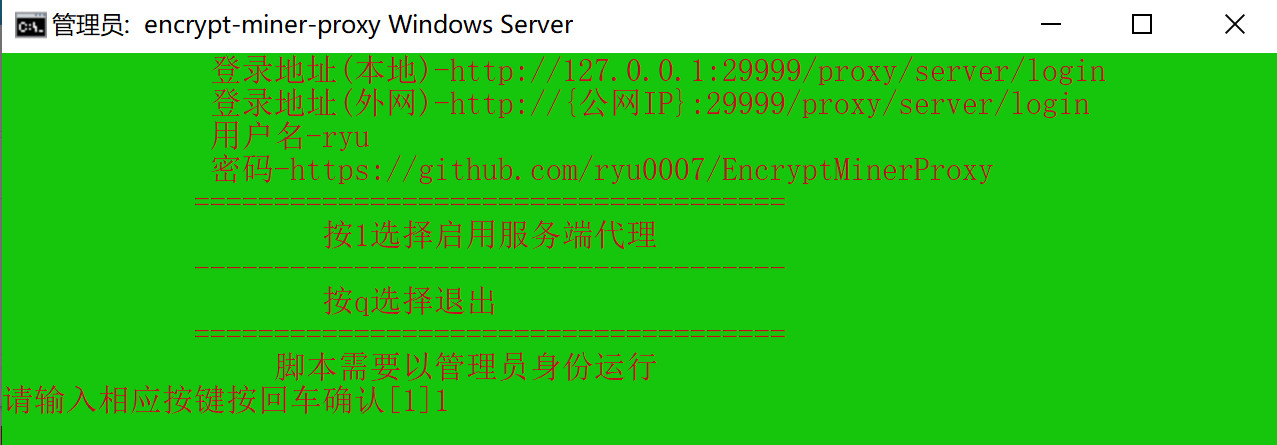 管理员: encrypt-miner-proxy Windows Server
登录地址(本地)-http://127.0.0.1:29999/proxy/server/login
登录地址(外网)-http://{公网IP}:29999/proxy/server/login
用户名-ryu
密码-https://github.com/ryu0007/EncryptMinerProxy
=====================================
按1选择启用服务端代理
-------------------------------------
按q选择退出
=====================================
脚本需要以管理员身份运行
请输入相应按键按回车确认[1]1